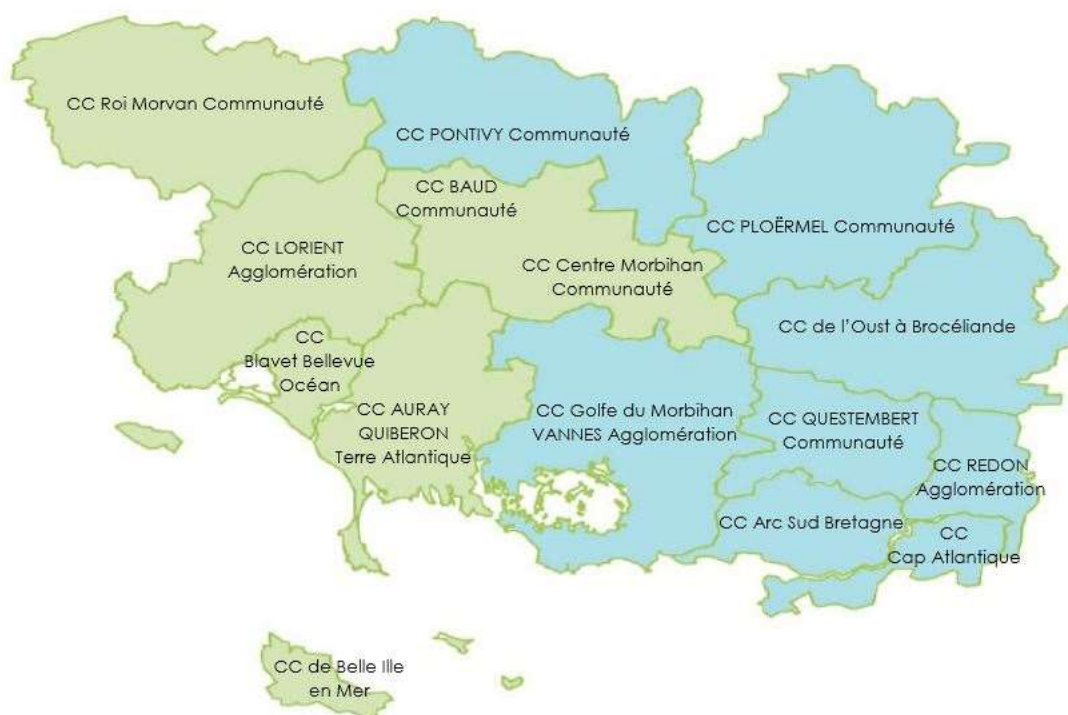 CC Roi Morvan Communauté
CC PONTIVY Communauté
CC BAUD
Communauté
CC PLOËRMEL Communauté
CC LORIENT
Agglomération
CC Centre Morbihan
Communauté
CC de l'Oust à Brocéliande
CC
Blavet Bellevue
Océan
CC AURAY
QUIBERON
Terre Atlantique
CC Golfe du Morbihan
VANNES Agglomération
CC QUESTEMBERT
Communauté
CC REDON
Agglomération
CC Arc Sud Bretagne
CC
Cap Atlantique
CC de Belle Ille
en Mer